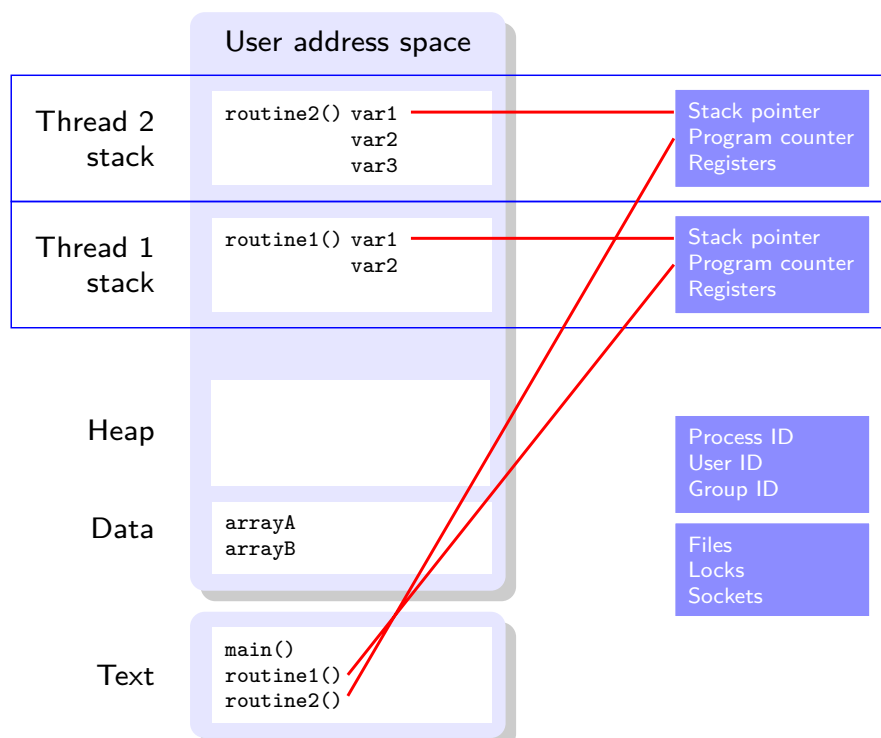 User address space
Thread 2
stack
routine2() var1
var2
var3
Stack pointer
Program counter
Registers
Thread 1
stack
routine1() var1
var2
Stack pointer
Program counter
Registers
Heap
Process ID
User ID
Group ID
Data
arrayA
arrayB
Files
Locks
Sockets
Text
main()
routine1()
routine2()